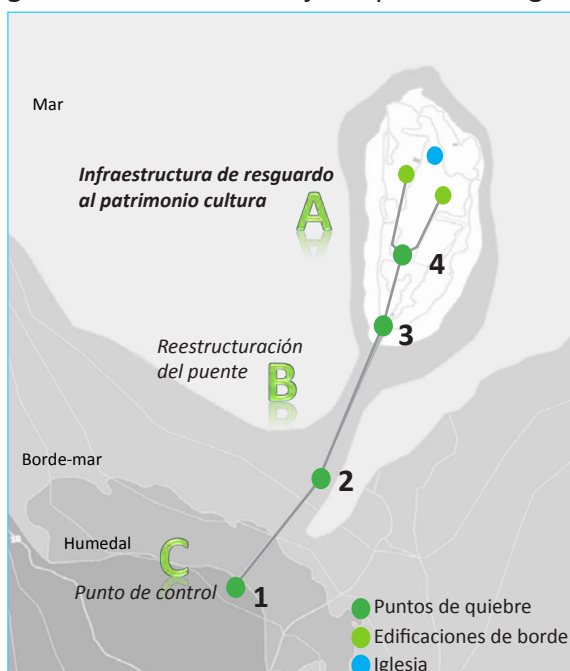 Mar
Infraestructura de resguardo
al patrimonio cultura
A
4
3
Reestructuración
del puente
B
Borde-mar
2
Humedal
C
Punto de control
1
Puntos de quiebre
Edificaciones de borde
Iglesia